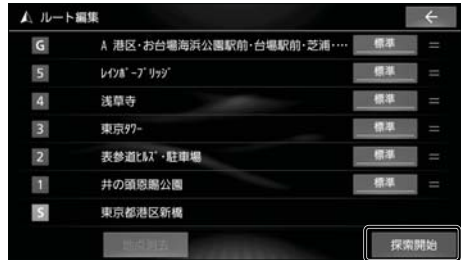 ルート編集
G A 港区・お台場海浜公園駅前・台場駅前・芝浦・… 標準
5 ﾚｲﾝﾎﾞｰﾌﾞﾘｯｼﾞ 標準
4 浅草寺 標準
3 東京ﾀﾜｰ 標準
2 表参道ﾋﾙｽﾞ・駐車場 標準
1 井の頭恩賜公園 標準
S 東京都港区新橋
地点消去 探索開始